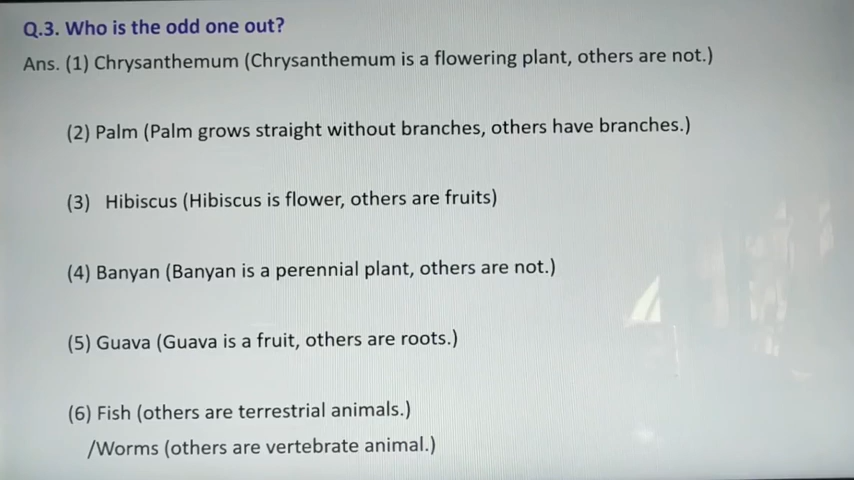 Q.3. Who is the odd one out?
Ans. (1) Chrysanthemum (Chrysanthemum is a flowering plant, others are not.)
(2) Palm (Palm grows straight without branches, others have branches.)
(3) Hibiscus (Hibiscus is flower, others are fruits)
(4) Banyan (Banyan is a perennial plant, others are not.)
(5) Guava (Guava is a fruit, others are roots.)
(6) Fish (others are terrestrial animals.)
/Worms (others are vertebrate animal.)